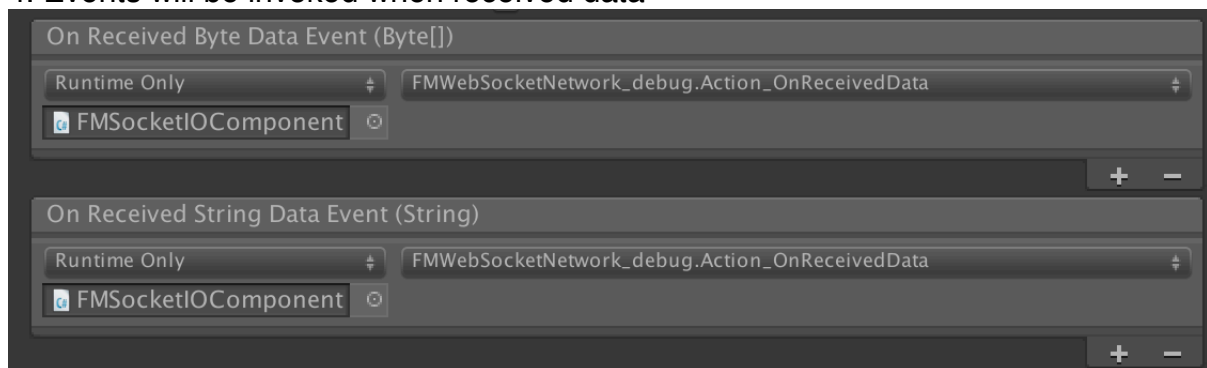 4. Events will be invoked when received data
On Received Byte Data Event (Byte[])
Runtime Only FMWebSocketNetwork_debug.Action_OnReceivedData
FMSocketIOComponent
+ −
On Received String Data Event (String)
Runtime Only FMWebSocketNetwork_debug.Action_OnReceivedData
FMSocketIOComponent
+ −